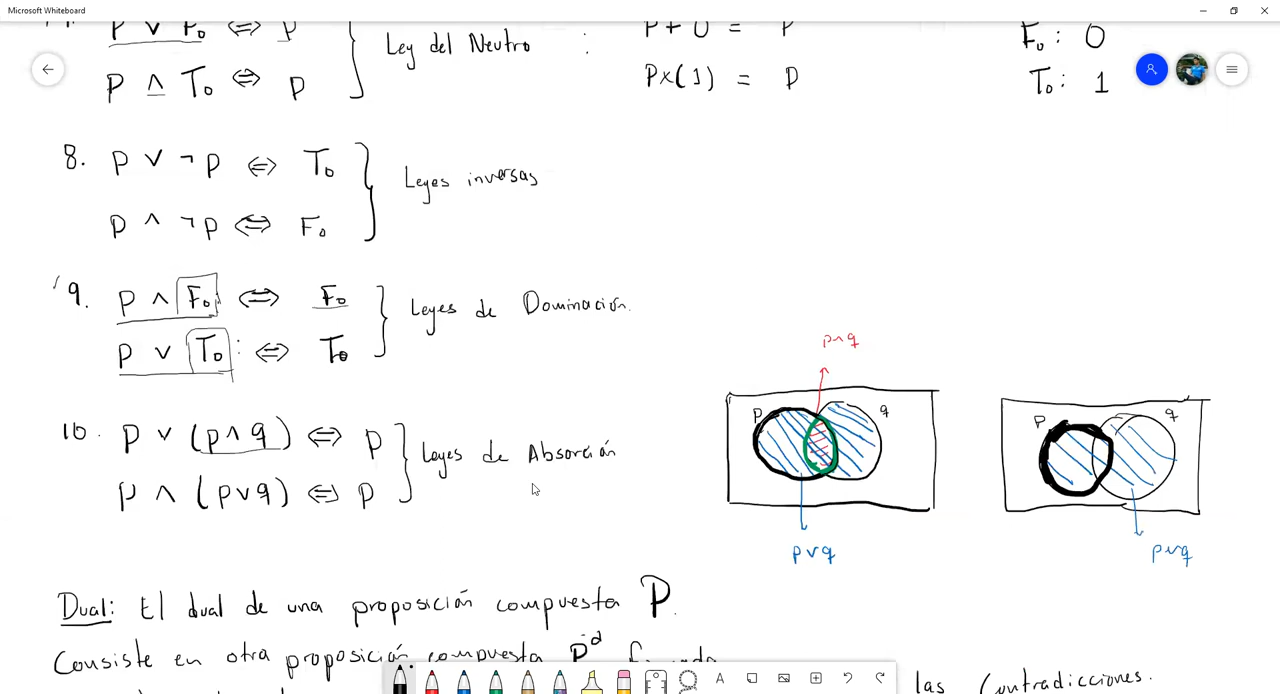 Microsoft Whiteboard
P ∨ F₀ ⇔ P
P ∧ T₀ ⇔ P
Ley del Neutro :
P + 0 = P
P×(1) = P
F₀ : 0
T₀ : 1
8. P ∨ ¬P ⇔ T₀
P ∧ ¬P ⇔ F₀
Leyes inversas
9. P ∧ F₀ ⇔ F₀
P ∨ T₀ : ⇔ T₀
Leyes de Dominación.
10. P ∨ (p ∧ q) ⇔ P
P ∧ (p ∨ q) ⇔ P
Leyes de Absorción
p∧q
p
q
p∨q
p
q
p∨q
Dual: El dual de una proposición compuesta P.
Consiste en otra proposición compuesta Pᵈ
las Contradicciones.